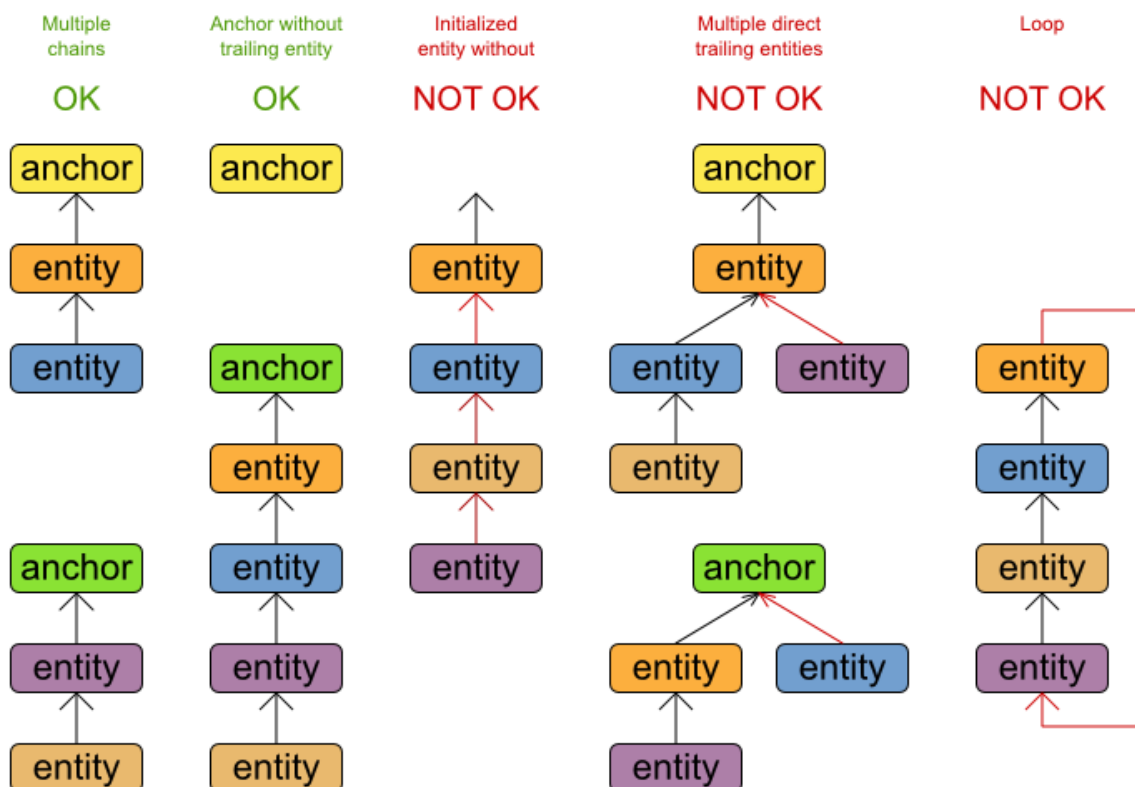 Multiple
chains
OK
anchor
entity
entity
anchor
entity
entity
Anchor without
trailing entity
OK
anchor
anchor
entity
entity
entity
entity
Initialized
entity without
NOT OK
entity
entity
entity
entity
Multiple direct
trailing entities
NOT OK
anchor
entity
entity
entity
entity
anchor
entity
entity
entity
Loop
NOT OK
entity
entity
entity
entity